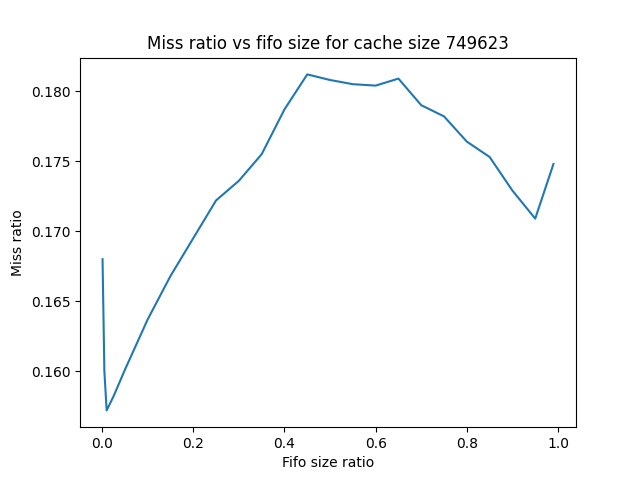 Miss ratio vs fifo size for cache size 749623
Miss ratio
0.180
0.175
0.170
0.165
0.160
0.0 0.2 0.4 0.6 0.8 1.0
Fifo size ratio